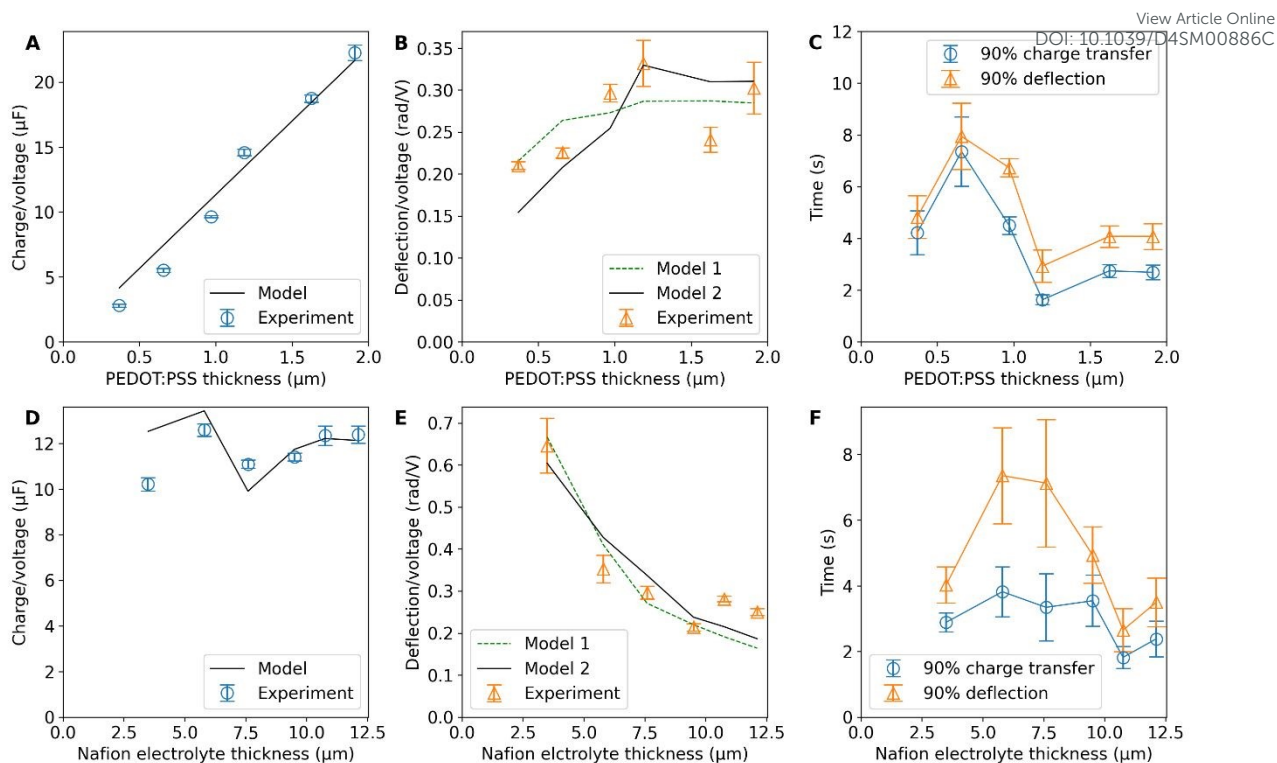 View Article Online
DOI: 10.1039/D4SM00886C
A
Charge/voltage (μF)
20
15
10
5
0
Model
Experiment
0.0 0.5 1.0 1.5 2.0
PEDOT:PSS thickness (μm)
B
Deflection/voltage (rad/V)
0.35
0.30
0.25
0.20
0.15
0.10
0.05
0.00
Model 1
Model 2
Experiment
0.0 0.5 1.0 1.5 2.0
PEDOT:PSS thickness (μm)
C
Time (s)
12
10
8
6
4
2
0
90% charge transfer
90% deflection
0.0 0.5 1.0 1.5 2.0
PEDOT:PSS thickness (μm)
D
Charge/voltage (μF)
12
10
8
6
4
2
0
Model
Experiment
0.0 2.5 5.0 7.5 10.0 12.5
Nafion electrolyte thickness (μm)
E
Deflection/voltage (rad/V)
0.7
0.6
0.5
0.4
0.3
0.2
0.1
0.0
Model 1
Model 2
Experiment
0.0 2.5 5.0 7.5 10.0 12.5
Nafion electrolyte thickness (μm)
F
Time (s)
8
6
4
2
0
90% charge transfer
90% deflection
0.0 2.5 5.0 7.5 10.0 12.5
Nafion electrolyte thickness (μm)